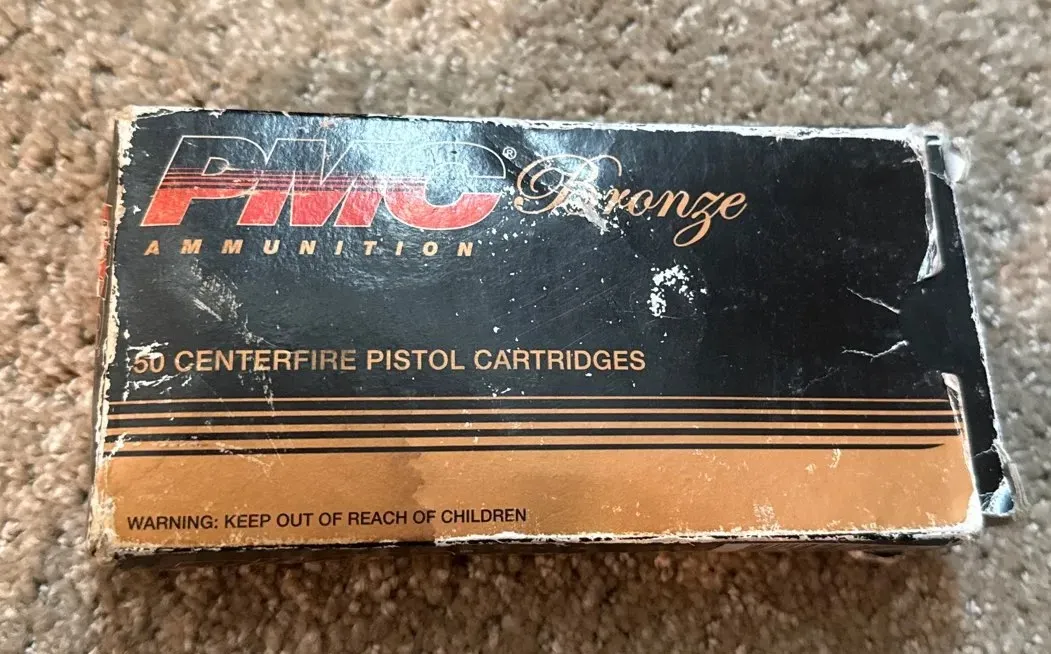 PMC® Bronze
AMMUNITION
50 CENTERFIRE PISTOL CARTRIDGES
WARNING: KEEP OUT OF REACH OF CHILDREN